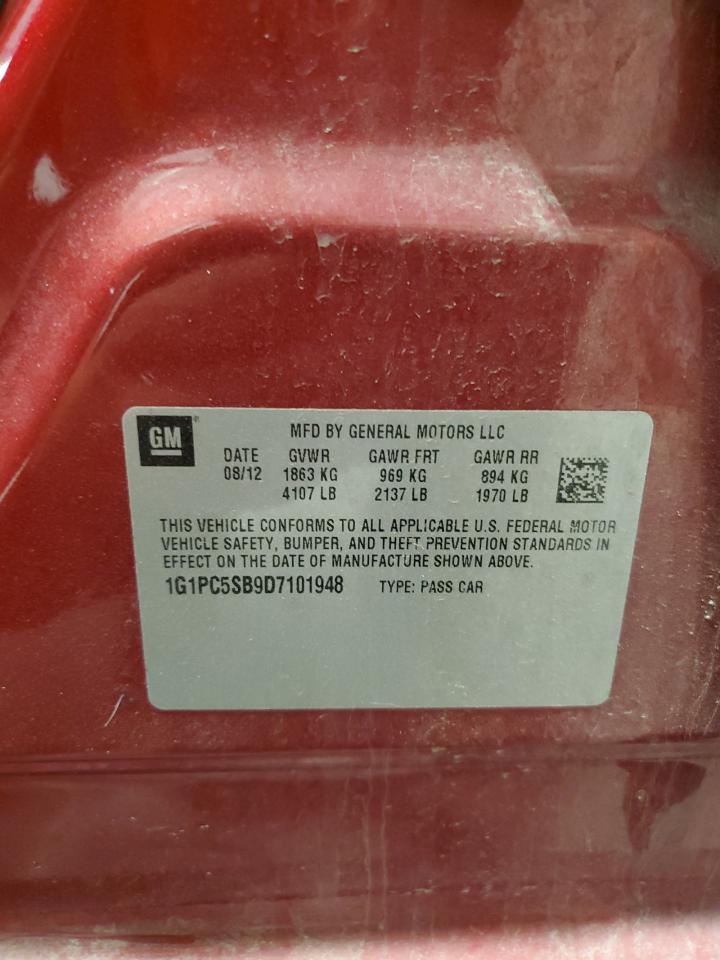 GM
MFD BY GENERAL MOTORS LLC
DATE GVWR GAWR FRT GAWR RR
08/12 1863 KG 969 KG 894 KG
4107 LB 2137 LB 1970 LB
THIS VEHICLE CONFORMS TO ALL APPLICABLE U.S. FEDERAL MOTOR
VEHICLE SAFETY, BUMPER, AND THEFT PREVENTION STANDARDS IN
EFFECT ON THE DATE OF MANUFACTURE SHOWN ABOVE.
1G1PC5SB9D7101948 TYPE: PASS CAR